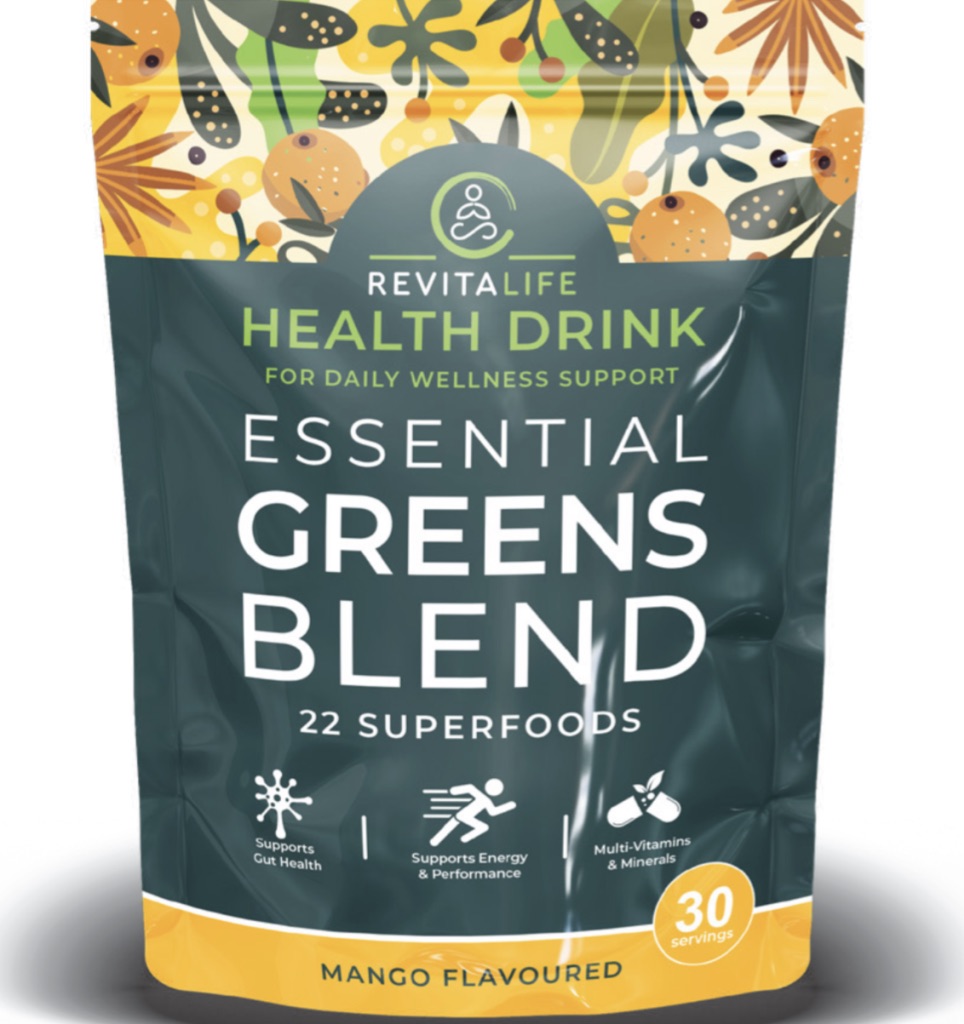 REVITALIFE
HEALTH DRINK
FOR DAILY WELLNESS SUPPORT
ESSENTIAL
GREENS
BLEND
22 SUPERFOODS
Supports
Gut Health
Supports Energy
& Performance
Multi-Vitamins
& Minerals
30
servings
MANGO FLAVOURED